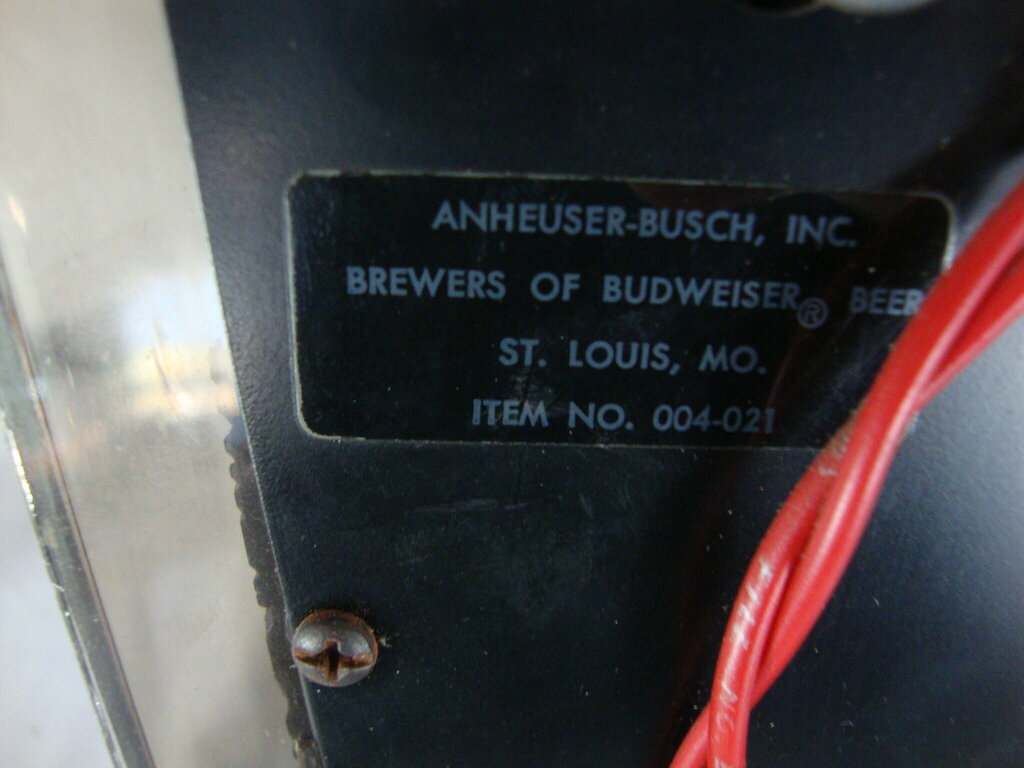 ANHEUSER-BUSCH, INC.
BREWERS OF BUDWEISER® BEER
ST. LOUIS, MO.
ITEM NO. 004-021